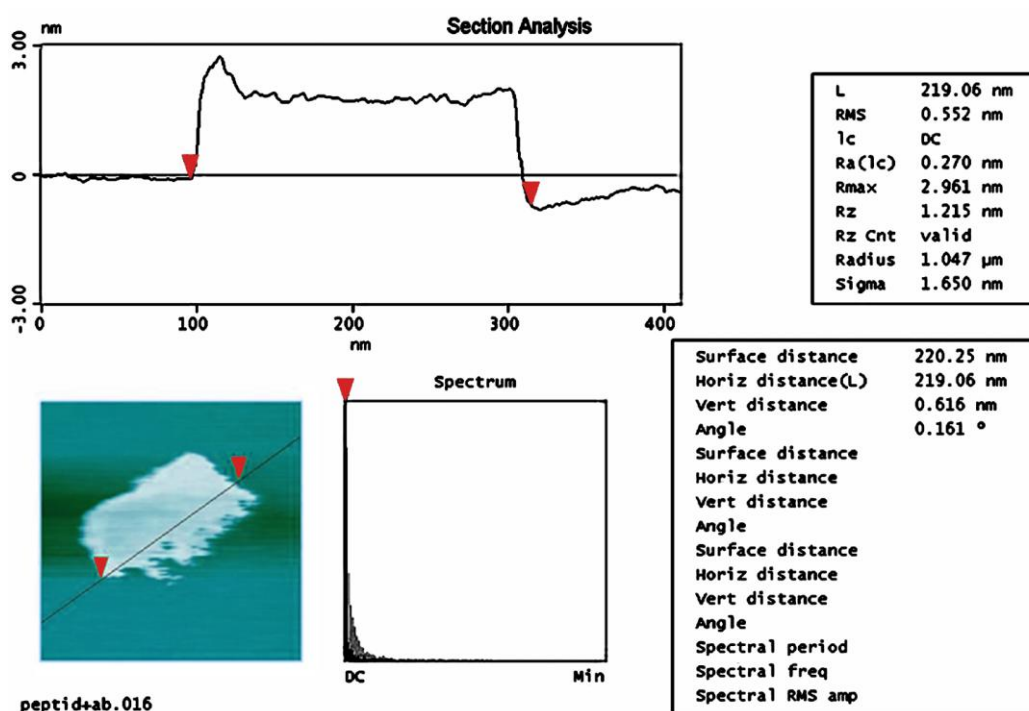 Section Analysis
nm
3.00
0
-3.00
0 100 200 300 400
nm
L 219.06 nm
RMS 0.552 nm
lc DC
Ra(lc) 0.270 nm
Rmax 2.961 nm
Rz 1.215 nm
Rz Cnt valid
Radius 1.047 µm
Sigma 1.650 nm
Surface distance 220.25 nm
Horiz distance(L) 219.06 nm
Vert distance 0.616 nm
Angle 0.161 °
Surface distance
Horiz distance
Vert distance
Angle
Surface distance
Horiz distance
Vert distance
Angle
Spectral period
Spectral freq
Spectral RMS amp
Spectrum
DC Min
peptid+ab.016